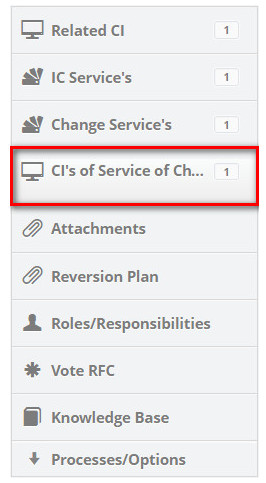 Related CI 1
IC Service's 1
Change Service's 1
CI's of Service of Ch... 1
Attachments
Reversion Plan
Roles/Responsibilities
Vote RFC
Knowledge Base
Processes/Options